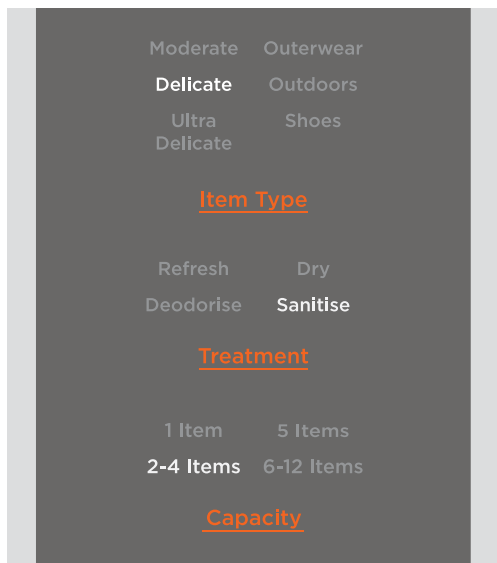 Moderate Outerwear
Delicate Outdoors
Ultra Shoes
Delicate
Item Type
Refresh Dry
Deodorise Sanitise
Treatment
1 Item 5 Items
2-4 Items 6-12 Items
Capacity